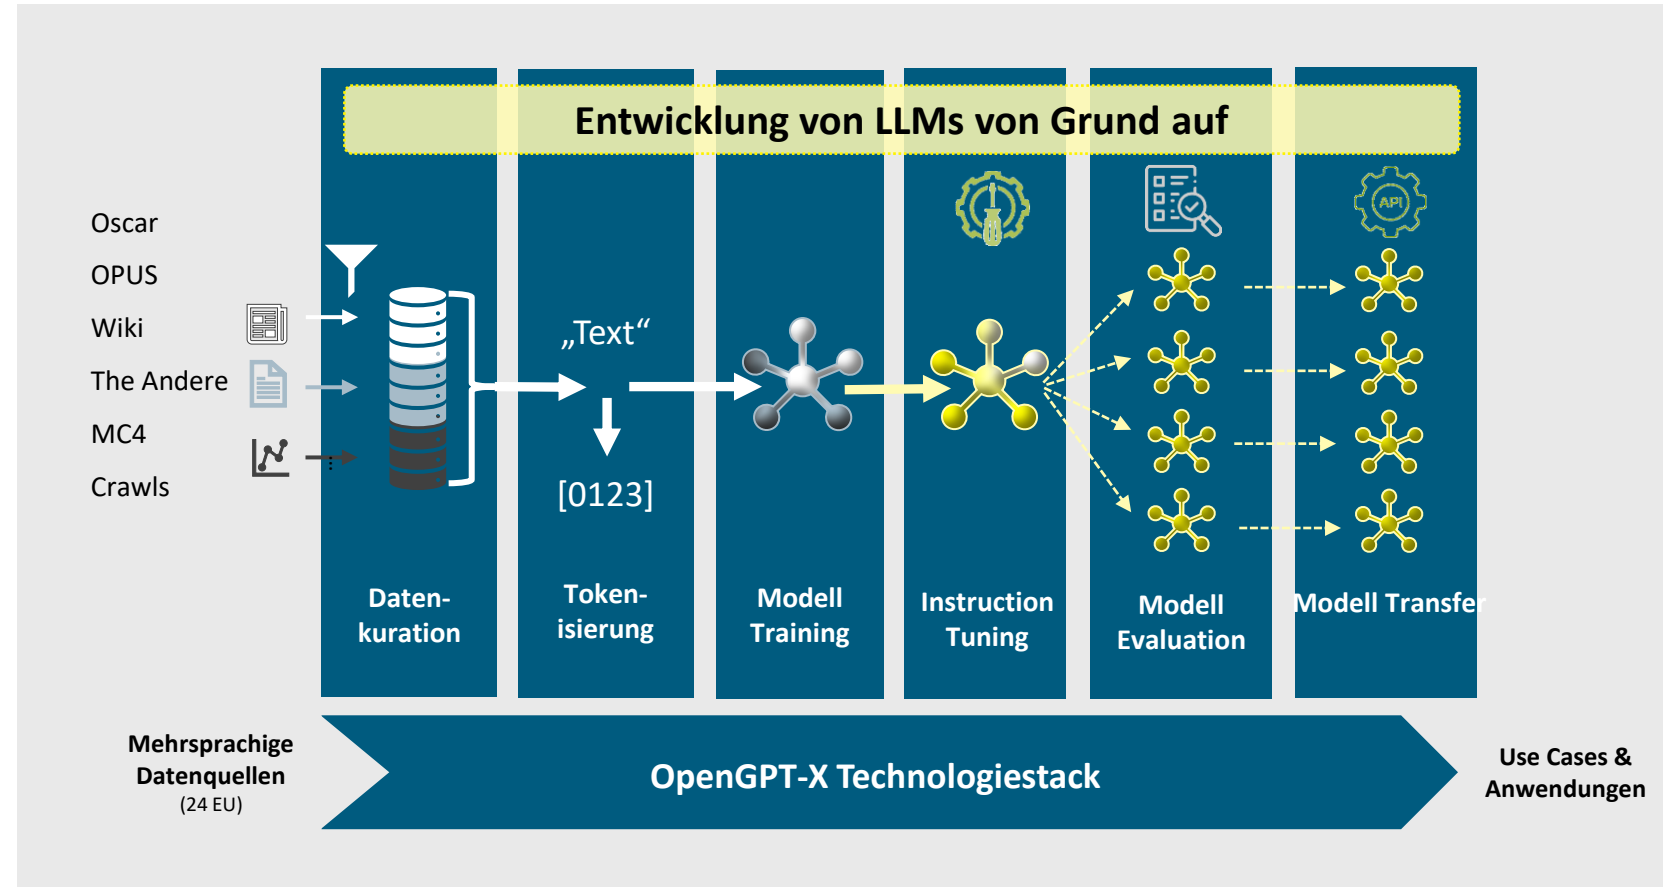 Entwicklung von LLMs von Grund auf
Oscar
OPUS
Wiki
The Andere
MC4
Crawls
„Text“
[0123]
API
Daten-
kuration
Token-
isierung
Modell
Training
Instruction
Tuning
Modell
Evaluation
Modell Transfer
Mehrsprachige
Datenquellen
(24 EU)
OpenGPT-X Technologiestack
Use Cases &
Anwendungen